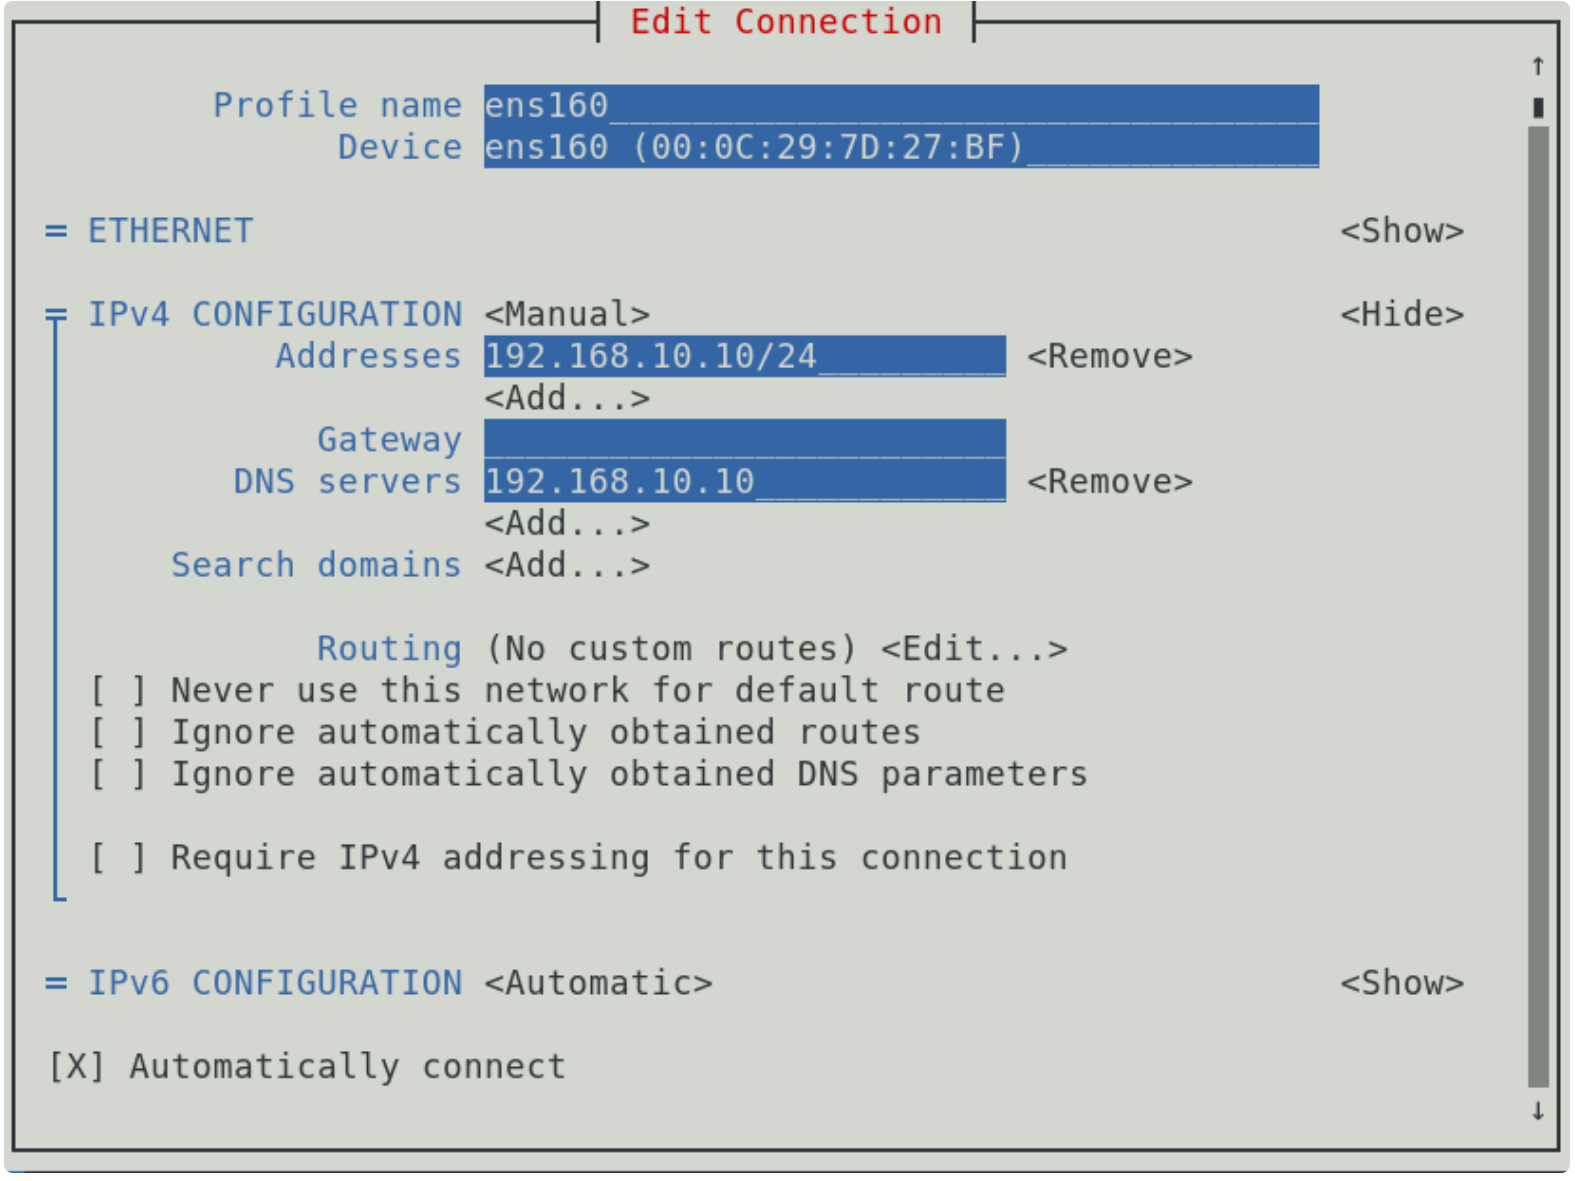 Edit Connection
↑
Profile name ens160
Device ens160 (00:0C:29:7D:27:BF)
= ETHERNET <Show>
= IPv4 CONFIGURATION <Manual> <Hide>
Addresses 192.168.10.10/24 <Remove>
<Add...>
Gateway
DNS servers 192.168.10.10 <Remove>
<Add...>
Search domains <Add...>
Routing (No custom routes) <Edit...>
[ ] Never use this network for default route
[ ] Ignore automatically obtained routes
[ ] Ignore automatically obtained DNS parameters
[ ] Require IPv4 addressing for this connection
= IPv6 CONFIGURATION <Automatic> <Show>
[X] Automatically connect
↓